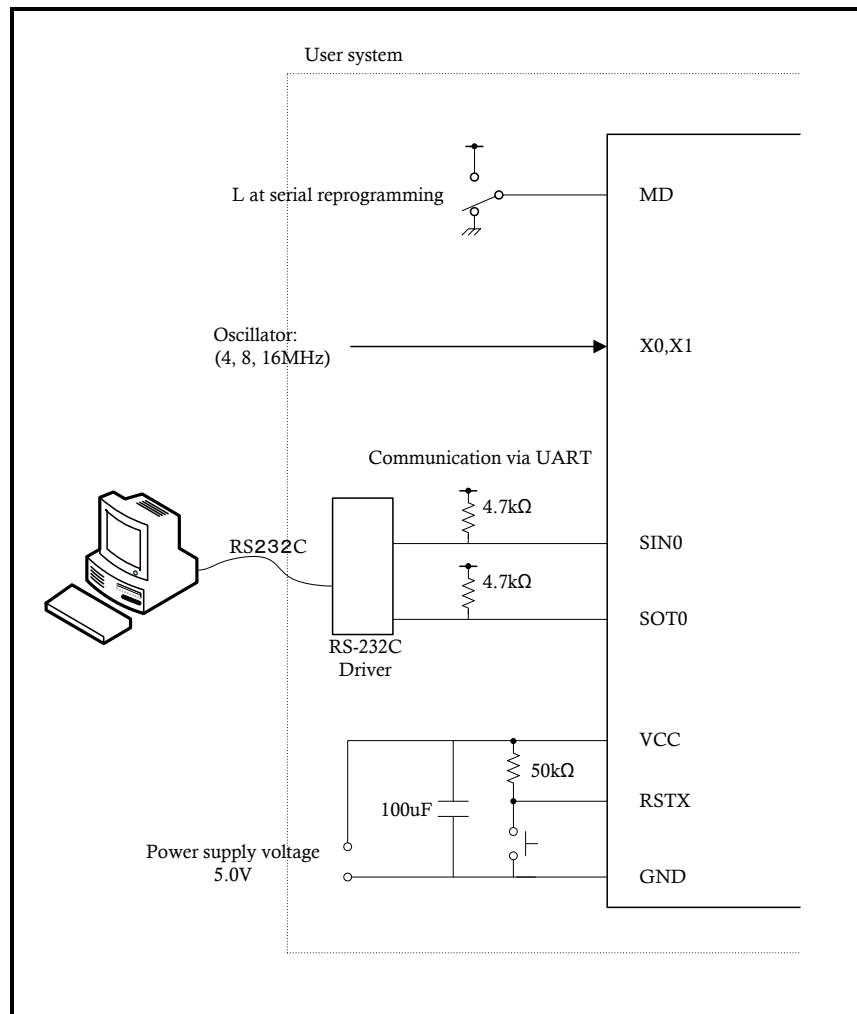 User system
L at serial reprogramming
MD
Oscillator:
(4, 8, 16MHz)
X0,X1
Communication via UART
4.7kΩ
RS232C
SIN0
4.7kΩ
SOT0
RS-232C
Driver
VCC
50kΩ
100uF
RSTX
Power supply voltage
5.0V
GND